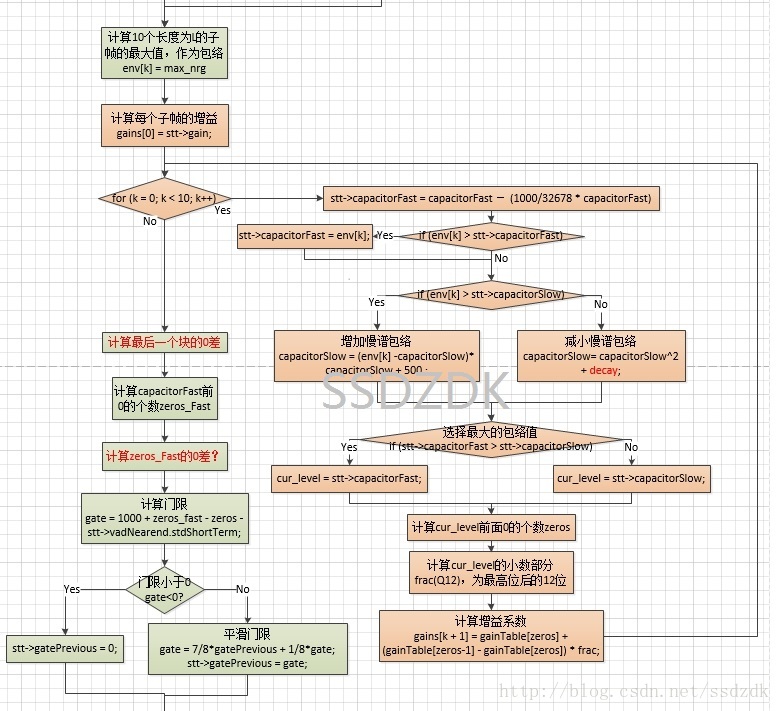 计算10个长度为L的子
帧的最大值，作为包络
env[k] = max_nrg
计算每个子帧的增益
gains[0] = stt->gain;
for (k = 0; k < 10; k++)
Yes
No
stt->capacitorFast = capacitorFast － (1000/32678 * capacitorFast)
if (env[k] > stt->capacitorFast)
Yes
stt->capacitorFast = env[k];
No
if (env[k] > stt->capacitorSlow)
Yes
No
增加慢谱包络
capacitorSlow = (env[k] -capacitorSlow)*
capacitorSlow + 500 ;
减小慢谱包络
capacitorSlow= capacitorSlow^2
+ decay;
SSDZDK
选择最大的包络值
if (stt->capacitorFast > stt->capacitorSlow)
Yes
No
cur_level = stt->capacitorFast;
cur_level = stt->capacitorSlow;
计算cur_level前面0的个数zeros
计算cur_level的小数部分
frac(Q12)，为最高位后的12位
计算增益系数
gains[k + 1] = gainTable[zeros] +
(gainTable[zeros-1] - gainTable[zeros]) * frac;
计算最后一个块的0差
计算capacitorFast前
0的个数zeros_Fast
计算zeros_Fast的0差?
计算门限
gate = 1000 + zeros_fast - zeros -
stt->vadNearend.stdShortTerm;
门限小于0
gate<0?
Yes
No
stt->gatePrevious = 0;
平滑门限
gate = 7/8*gatePrevious + 1/8*gate;
stt->gatePrevious = gate;
http://blog.csdn.net/ssdzdk